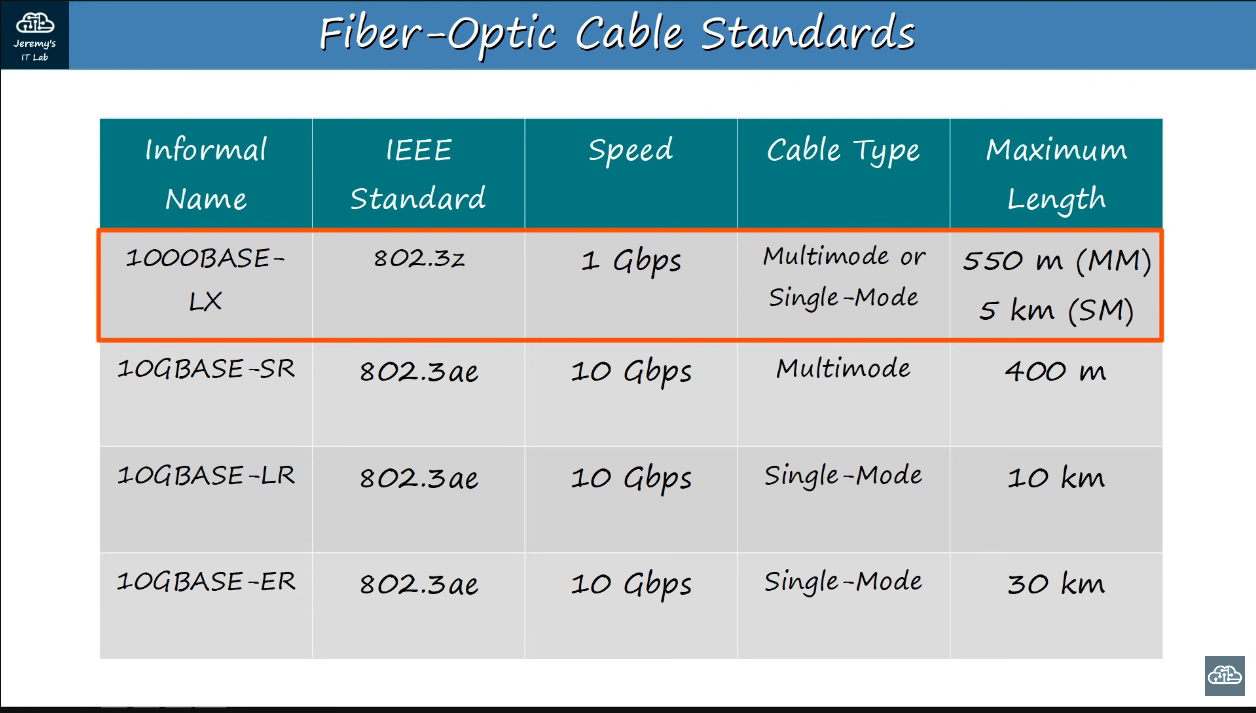 Jeremy's
IT Lab
Fiber-Optic Cable Standards
Informal
Name
IEEE
Standard
Speed
Cable Type
Maximum
Length
1000BASE-
LX
802.3z
1 Gbps
Multimode or
Single-Mode
550 m (MM)
5 km (SM)
10GBASE-SR
802.3ae
10 Gbps
Multimode
400 m
10GBASE-LR
802.3ae
10 Gbps
Single-Mode
10 km
10GBASE-ER
802.3ae
10 Gbps
Single-Mode
30 km